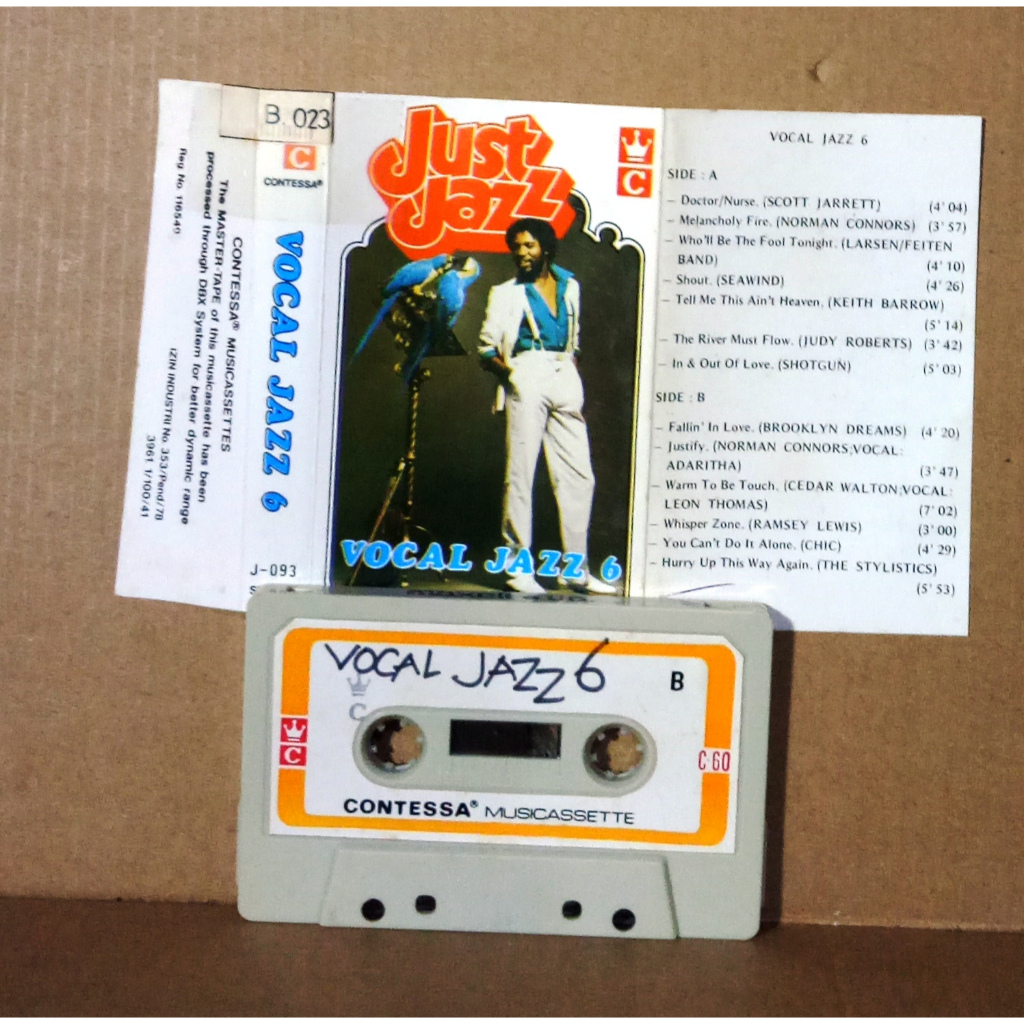 B. 023
C
CONTESSA®
VOCAL JAZZ 6
J-093
CONTESSA® MUSICASSETTES
The MASTER-TAPE of this musicassette has been
processed through DBX System for better dynamic range
Reg No. 116540
IZIN INDUSTRI No. 353/Pend/78
3961.1/100/41
Just
Jazz
C
VOCAL JAZZ 6
VOCAL JAZZ 6
SIDE : A
– Doctor/Nurse. (SCOTT JARRETT) (4' 04)
– Melancholy Fire. (NORMAN CONNORS) (3' 57)
– Who'll Be The Fool Tonight. (LARSEN/FEITEN
BAND) (4' 10)
– Shout. (SEAWIND) (4' 26)
– Tell Me This Ain't Heaven. (KEITH BARROW)
(5' 14)
– The River Must Flow. (JUDY ROBERTS) (3' 42)
– In & Out Of Love. (SHOTGUN) (5' 03)
SIDE : B
– Fallin' In Love. (BROOKLYN DREAMS) (4' 20)
– Justify. (NORMAN CONNORS;VOCAL:
ADARITHA) (3' 47)
– Warm To Be Touch. (CEDAR WALTON;VOCAL:
LEON THOMAS) (7' 02)
– Whisper Zone. (RAMSEY LEWIS) (3' 00)
– You Can't Do It Alone. (CHIC) (4' 29)
– Hurry Up This Way Again. (THE STYLISTICS)
(5' 53)
VOCAL JAZZ 6
B
C
C
C·60
CONTESSA® MUSICASSETTE